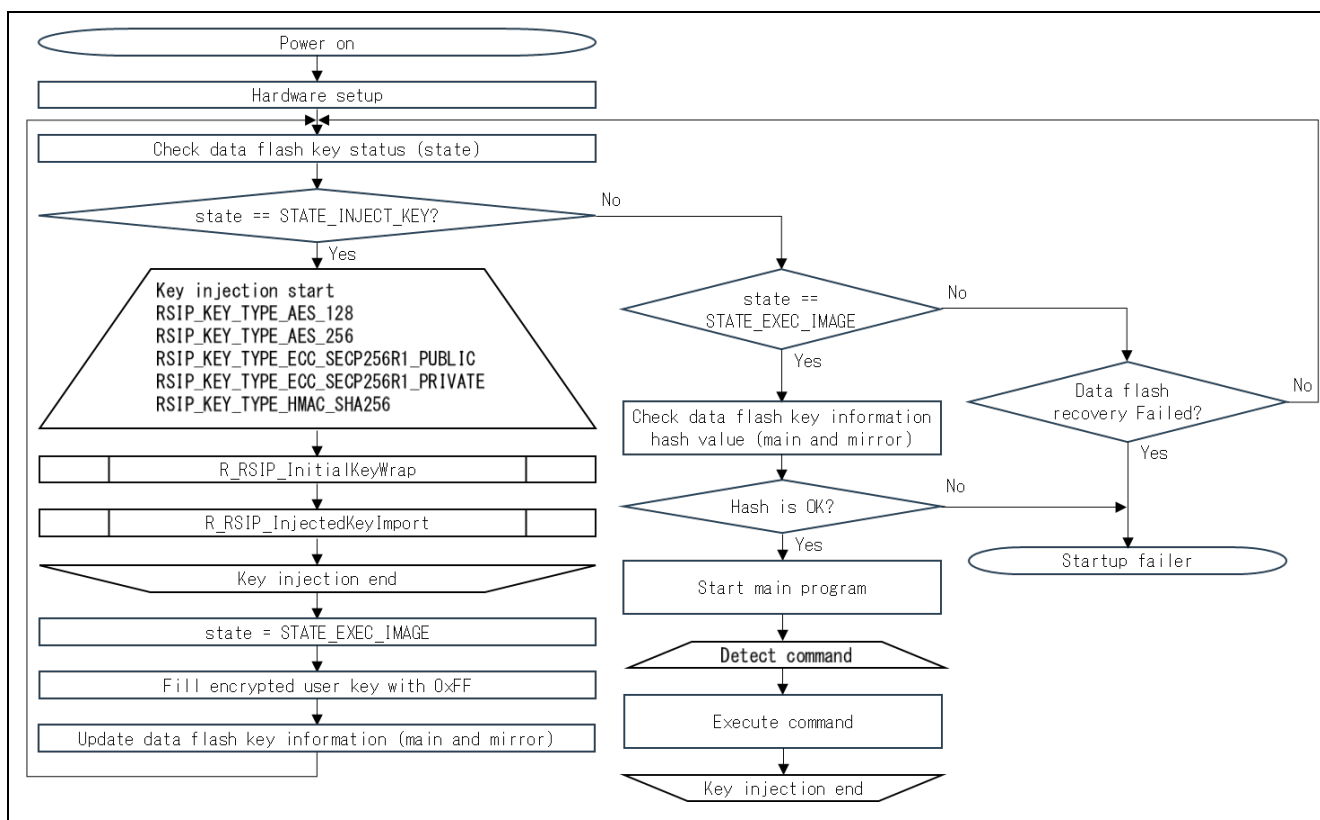 Power on
Hardware setup
Check data flash key status (state)
state == STATE_INJECT_KEY?
No
Yes
Key injection start
RSIP_KEY_TYPE_AES_128
RSIP_KEY_TYPE_AES_256
RSIP_KEY_TYPE_ECC_SECP256R1_PUBLIC
RSIP_KEY_TYPE_ECC_SECP256R1_PRIVATE
RSIP_KEY_TYPE_HMAC_SHA256
R_RSIP_InitialKeyWrap
R_RSIP_InjectedKeyImport
Key injection end
state = STATE_EXEC_IMAGE
Fill encrypted user key with 0xFF
Update data flash key information (main and mirror)
state ==
STATE_EXEC_IMAGE
No
Yes
Check data flash key information
hash value (main and mirror)
Hash is OK?
No
Yes
Start main program
Detect command
Execute command
Key injection end
Data flash
recovery Failed?
No
Yes
Startup failer